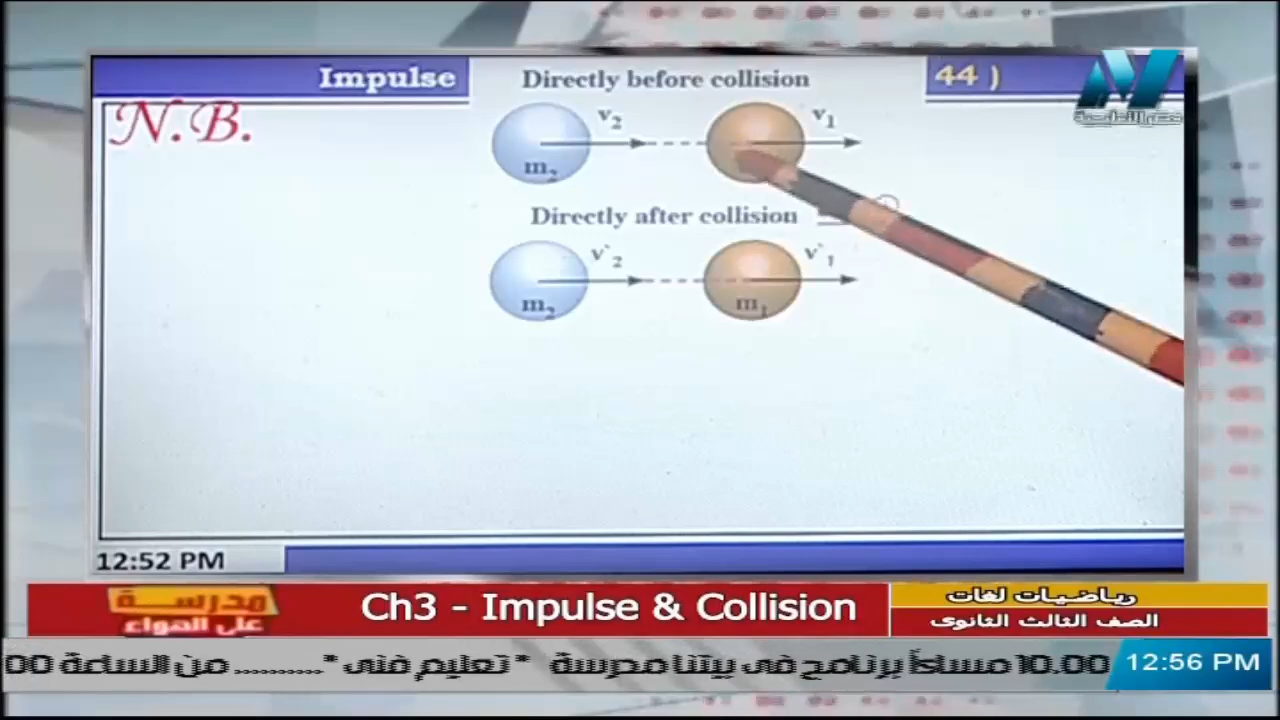 Impulse
Directly before collision
44 )
N.B.
v₂
v₁
m₂
Directly after collision
v`₂
v`₁
m₂
m₁
12:52 PM
مدرسة
على الهواء
Ch3 - Impulse & Collision
رياضيات لغات
الصف الثالث الثانوى
10.00 مساءاً برنامج فى بيتنا مدرسة * تعليم فنى *.......... من الساعة 00
12:56 PM